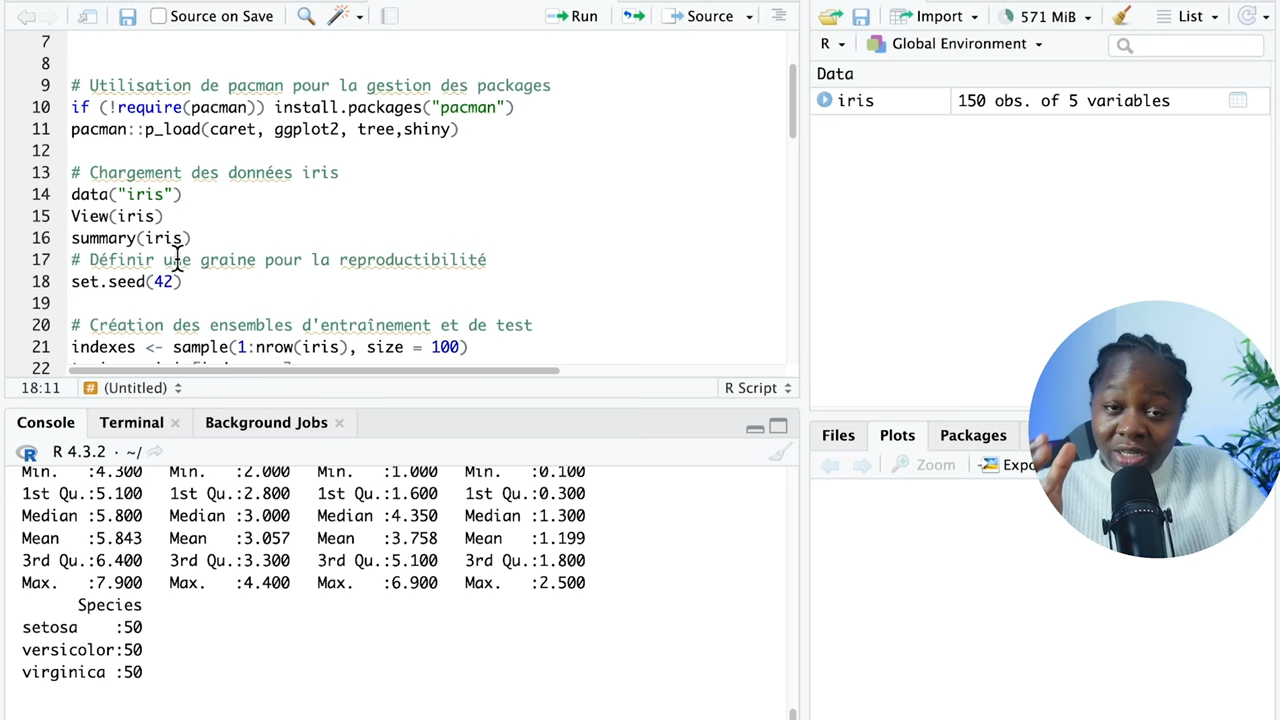 Source on Save
Run
Source
7
8
9 # Utilisation de pacman pour la gestion des packages
10 if (!require(pacman)) install.packages("pacman")
11 pacman::p_load(caret, ggplot2, tree,shiny)
12
13 # Chargement des données iris
14 data("iris")
15 View(iris)
16 summary(iris)
17 # Définir une graine pour la reproductibilité
18 set.seed(42)
19
20 # Création des ensembles d'entraînement et de test
21 indexes <- sample(1:nrow(iris), size = 100)
22
18:11 # (Untitled) R Script
Console Terminal Background Jobs
R 4.3.2 · ~/
Min. :4.300 Min. :2.000 Min. :1.000 Min. :0.100
1st Qu.:5.100 1st Qu.:2.800 1st Qu.:1.600 1st Qu.:0.300
Median :5.800 Median :3.000 Median :4.350 Median :1.300
Mean :5.843 Mean :3.057 Mean :3.758 Mean :1.199
3rd Qu.:6.400 3rd Qu.:3.300 3rd Qu.:5.100 3rd Qu.:1.800
Max. :7.900 Max. :4.400 Max. :6.900 Max. :2.500
Species
setosa :50
versicolor:50
virginica :50
Import 571 MiB List
R Global Environment
Data
iris 150 obs. of 5 variables
Files Plots Packages
Zoom Expo